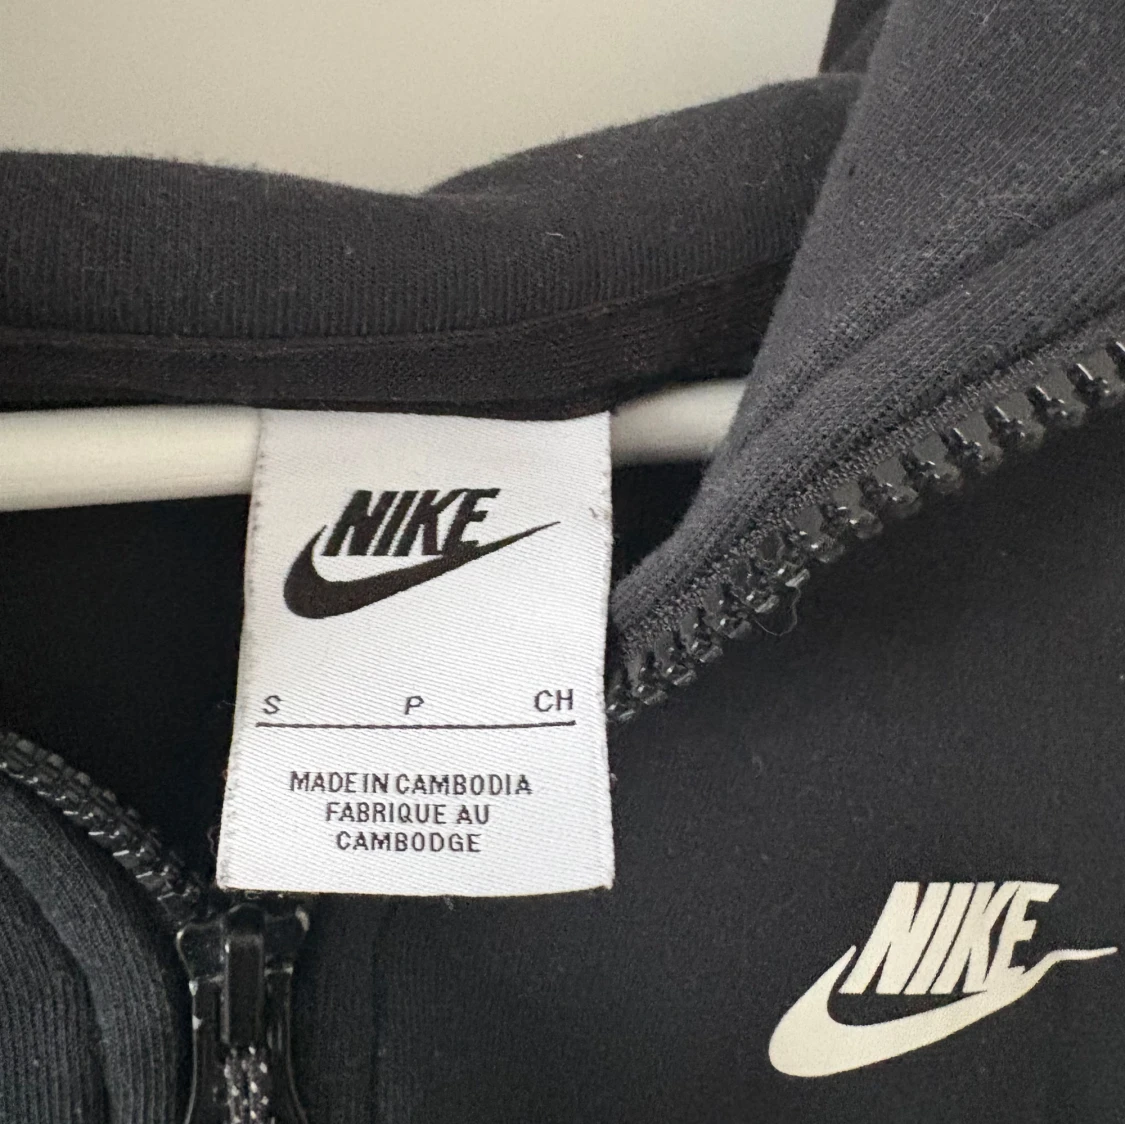 NIKE
S P CH
MADE IN CAMBODIA
FABRIQUE AU
CAMBODGE
NIKE